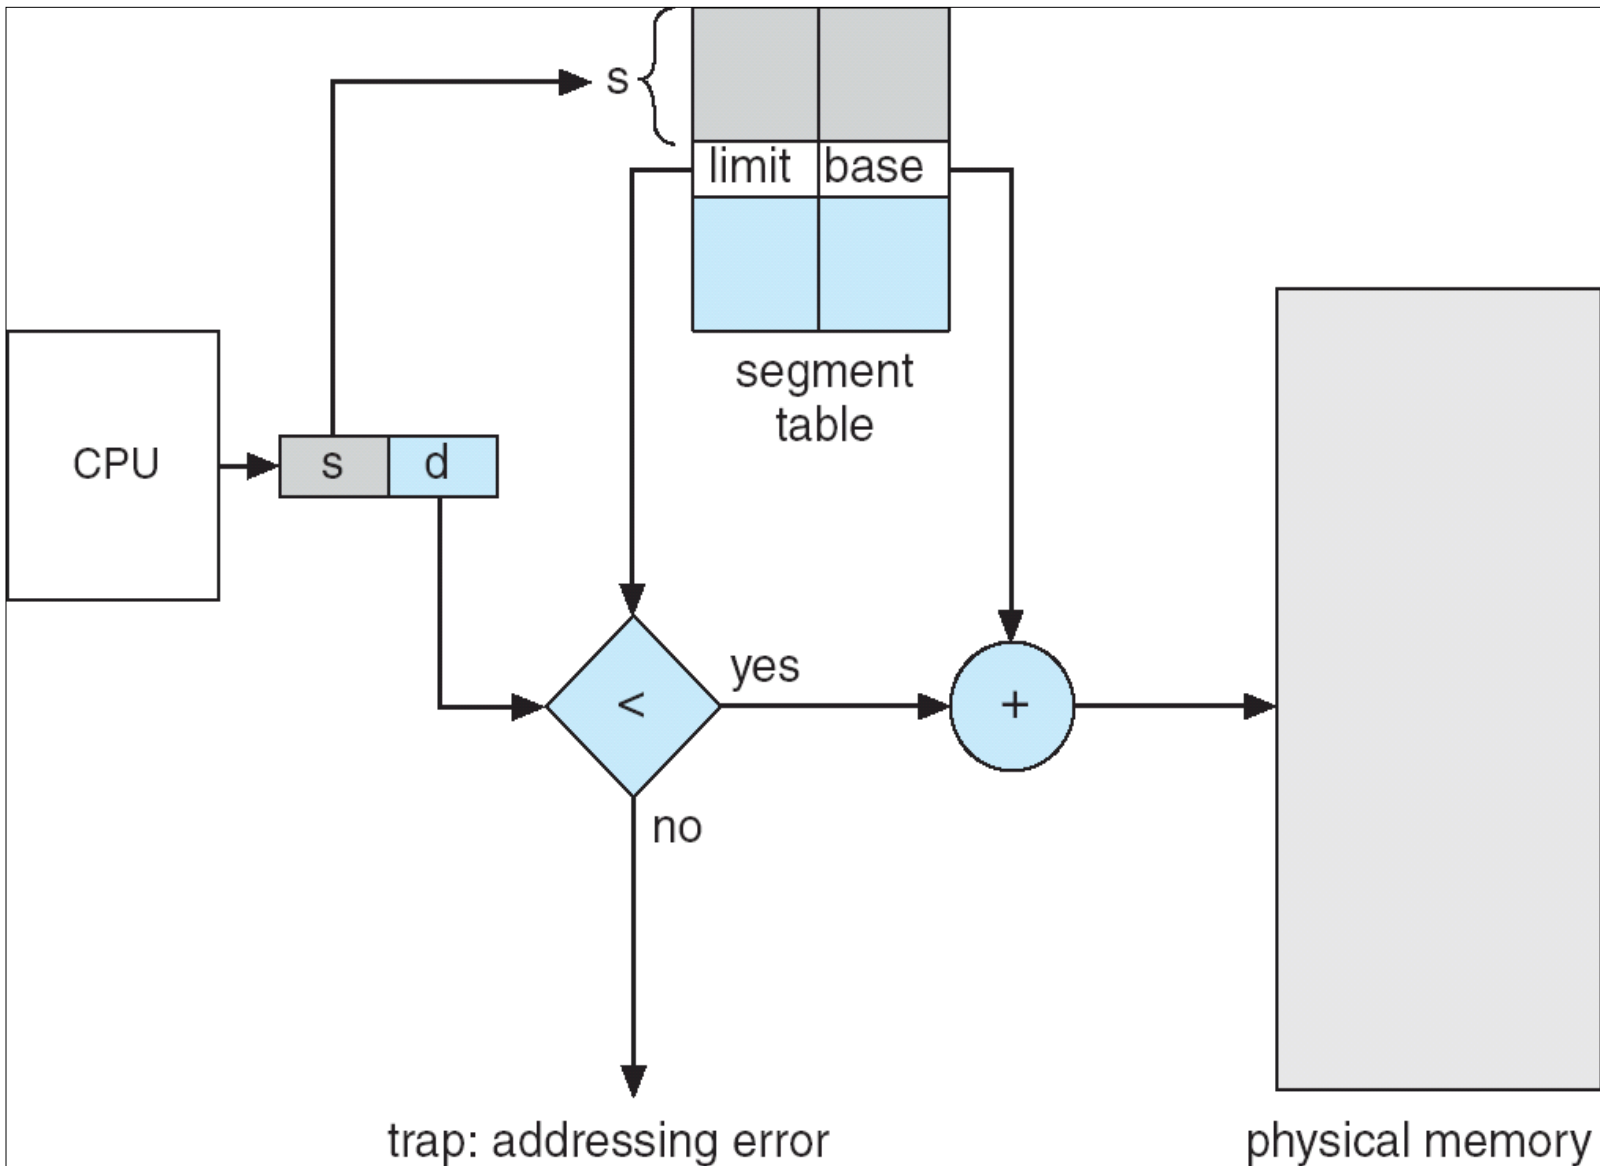 s
limit base
segment
table
CPU
s d
yes
<
+
no
trap: addressing error
physical memory